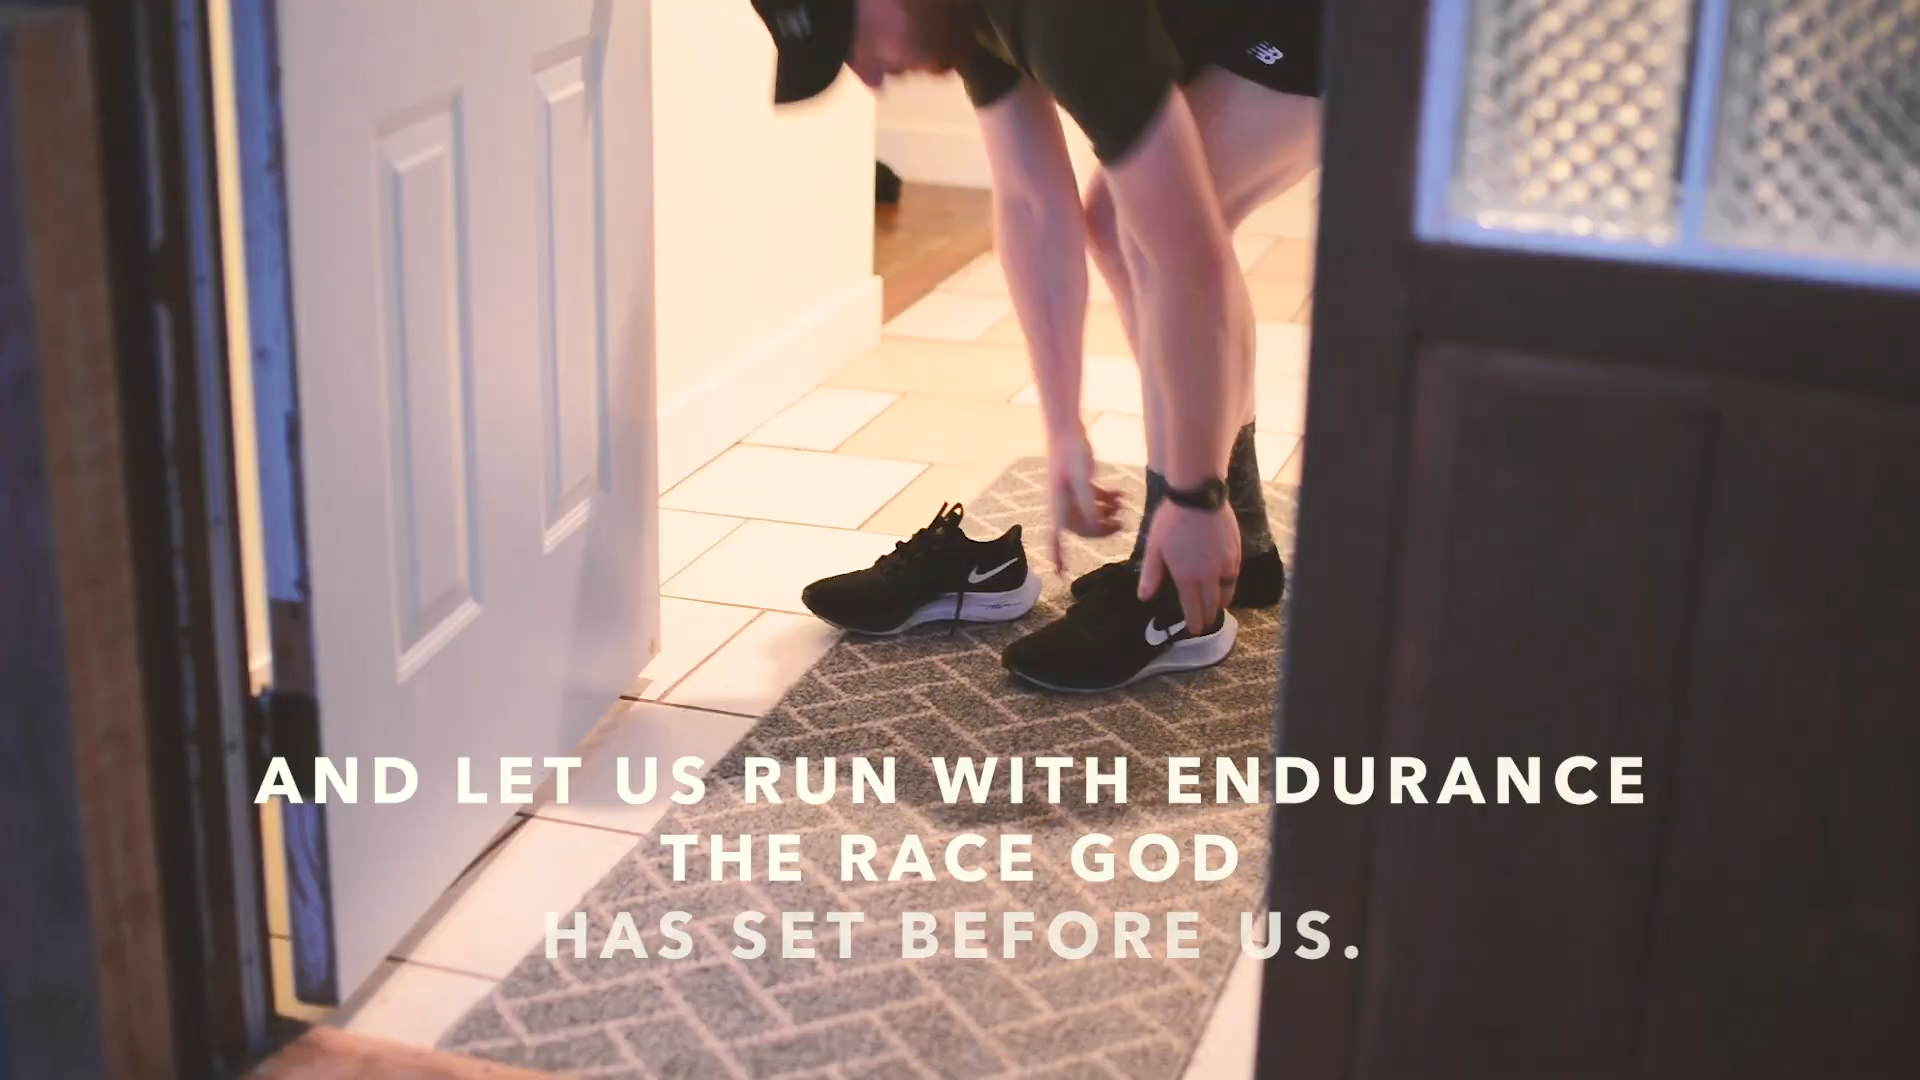 AND LET US RUN WITH ENDURANCE
THE RACE GOD
HAS SET BEFORE US.